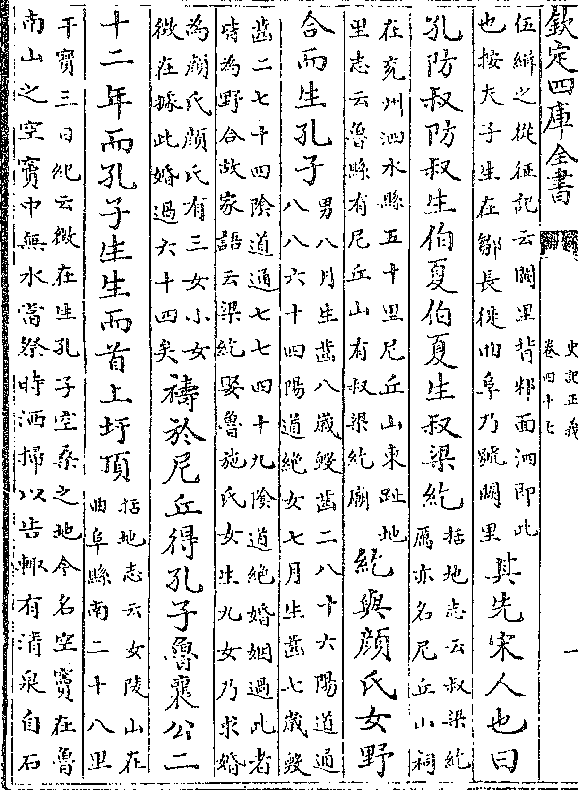 欽定四庫全書
史記正義
卷四十七
一
伍緝之從征記云闕里背邾面泗即此
也按夫子生在鄒長徙曲阜乃號闕里
其先宋人也曰
孔防叔防叔生伯夏伯夏生叔梁紇
括地志云叔梁紇
廟亦名尼丘山祠
在兖州泗水縣五十里尼丘山東趾地
里志云魯縣有尼丘山有叔梁紇廟
紇與顔氏女野
合而生孔子
男八月生齒八歲毀齒二八十六陽道通
八八六十四陽道絶女七月生齒七歲毀
齒二七十四陰道通七七四十九陰道絶婚姻過此者
皆為野合故家語云梁紇娶魯施氏女生九女乃求婚
為顔氏顔氏有三女小女
徴在據此婚過六十四矣
禱於尼丘得孔子魯襄公二
十二年而孔子生生而首上圩頂
括地志云女陵山在
曲阜縣南二十八里
干寳三日紀云徴在生孔子空桑之地今名空竇在魯
南山之空竇中無水當祭時洒掃以告輒有清泉自石